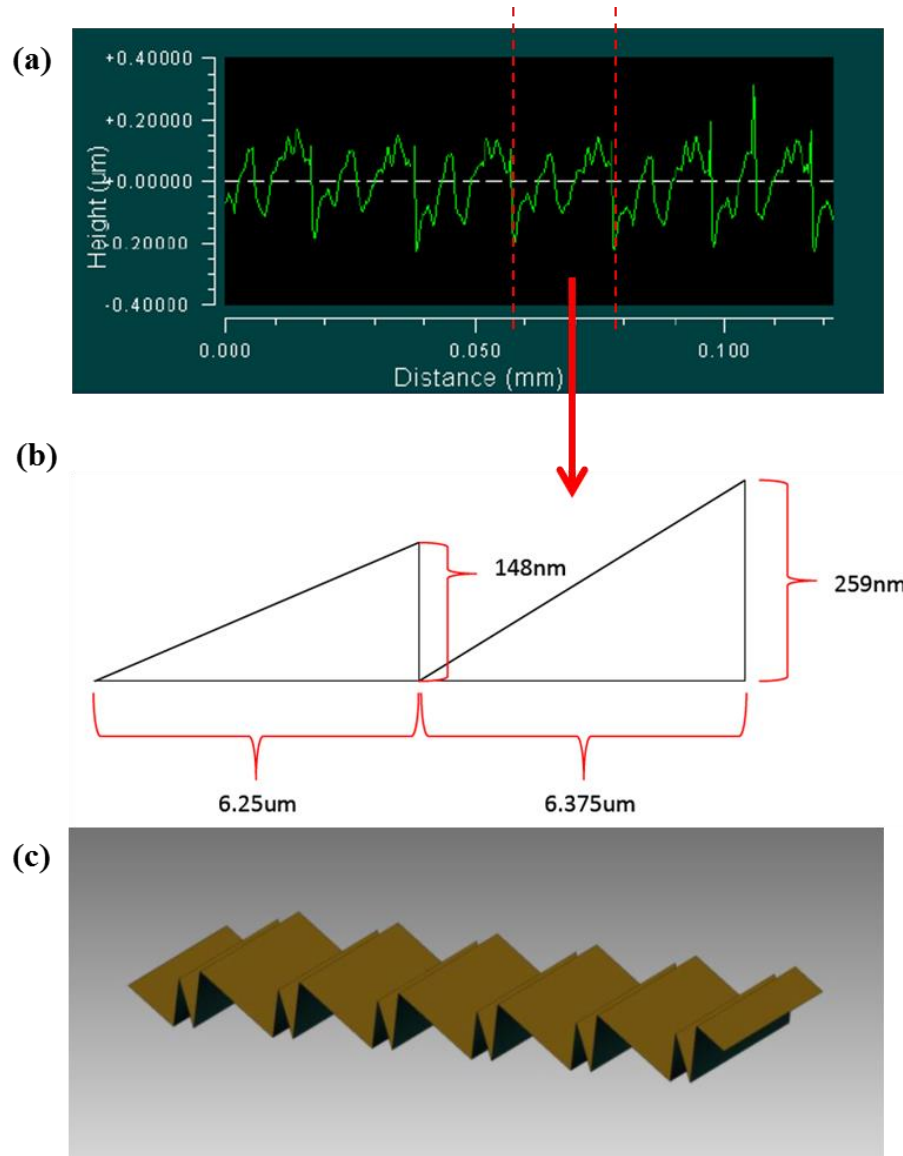 (a)
+0.40000
+0.20000
+0.00000
-0.20000
-0.40000
Height (µm)
0.000 0.050 0.100
Distance (mm)
(b)
148nm
259nm
6.25um 6.375um
(c)